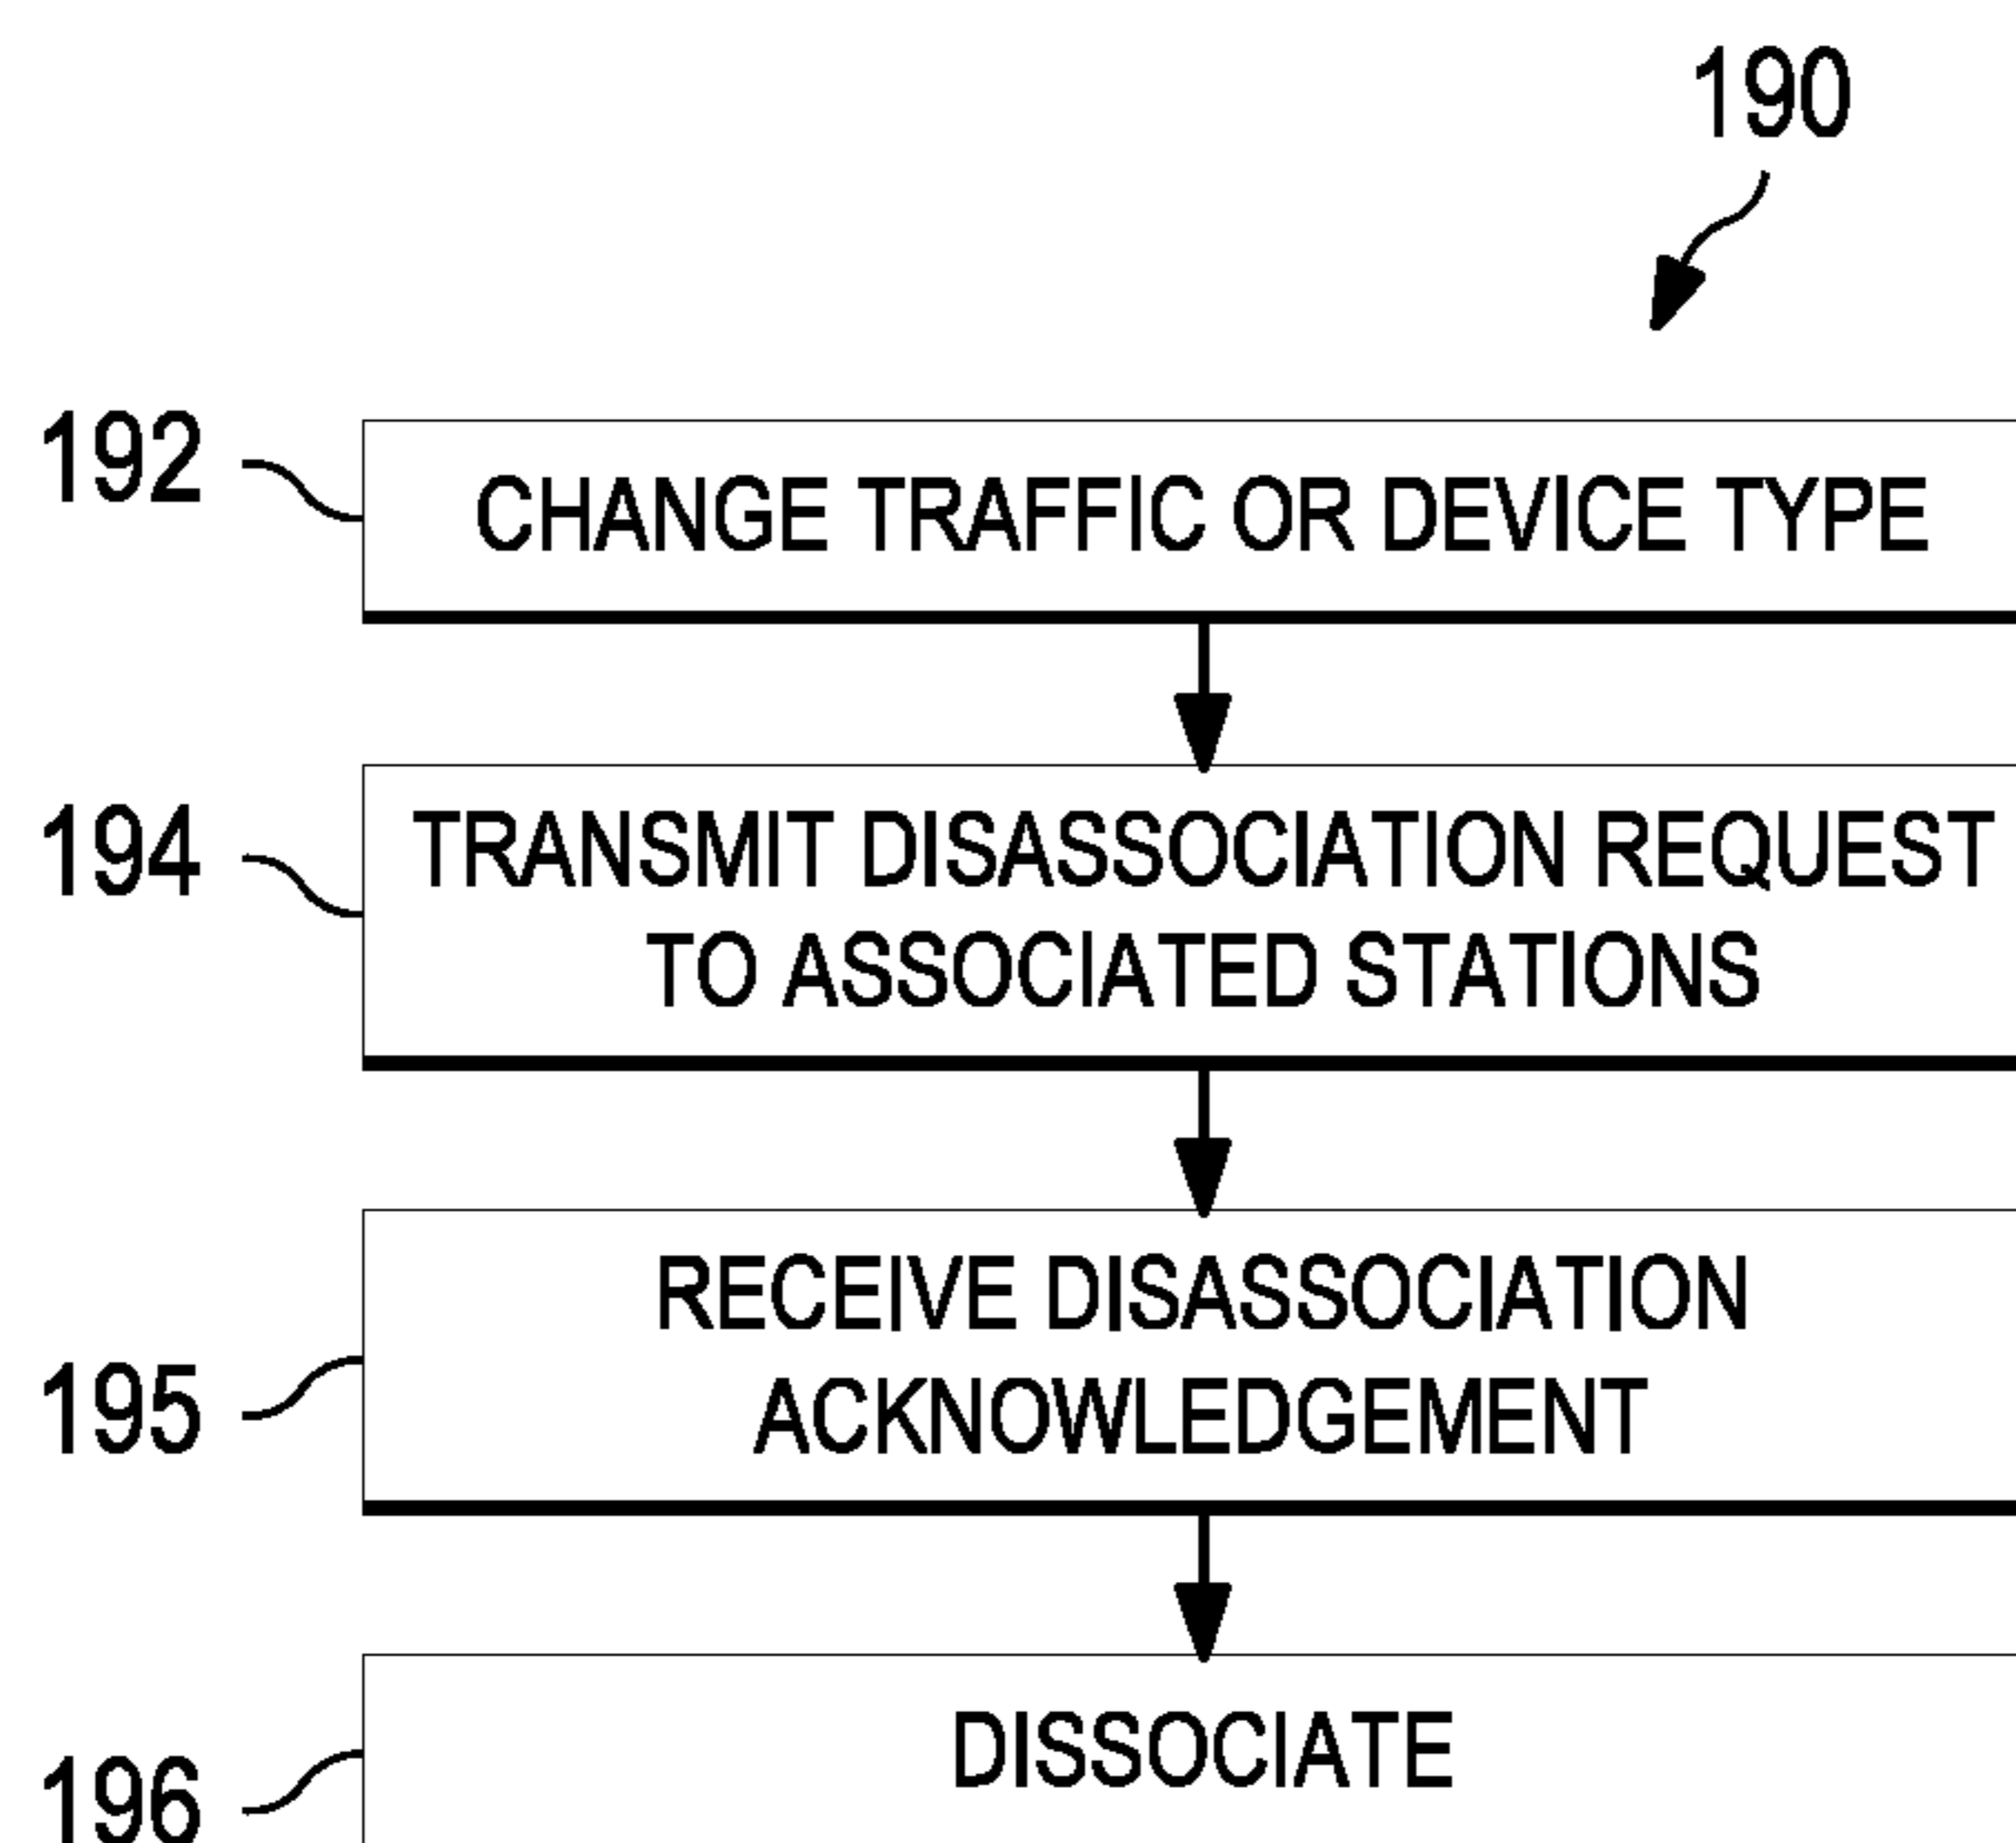 190
192
CHANGE TRAFFIC OR DEVICE TYPE
194
TRANSMIT DISASSOCIATION REQUEST
TO ASSOCIATED STATIONS
195
RECEIVE DISASSOCIATION
ACKNOWLEDGEMENT
196
DISSOCIATE